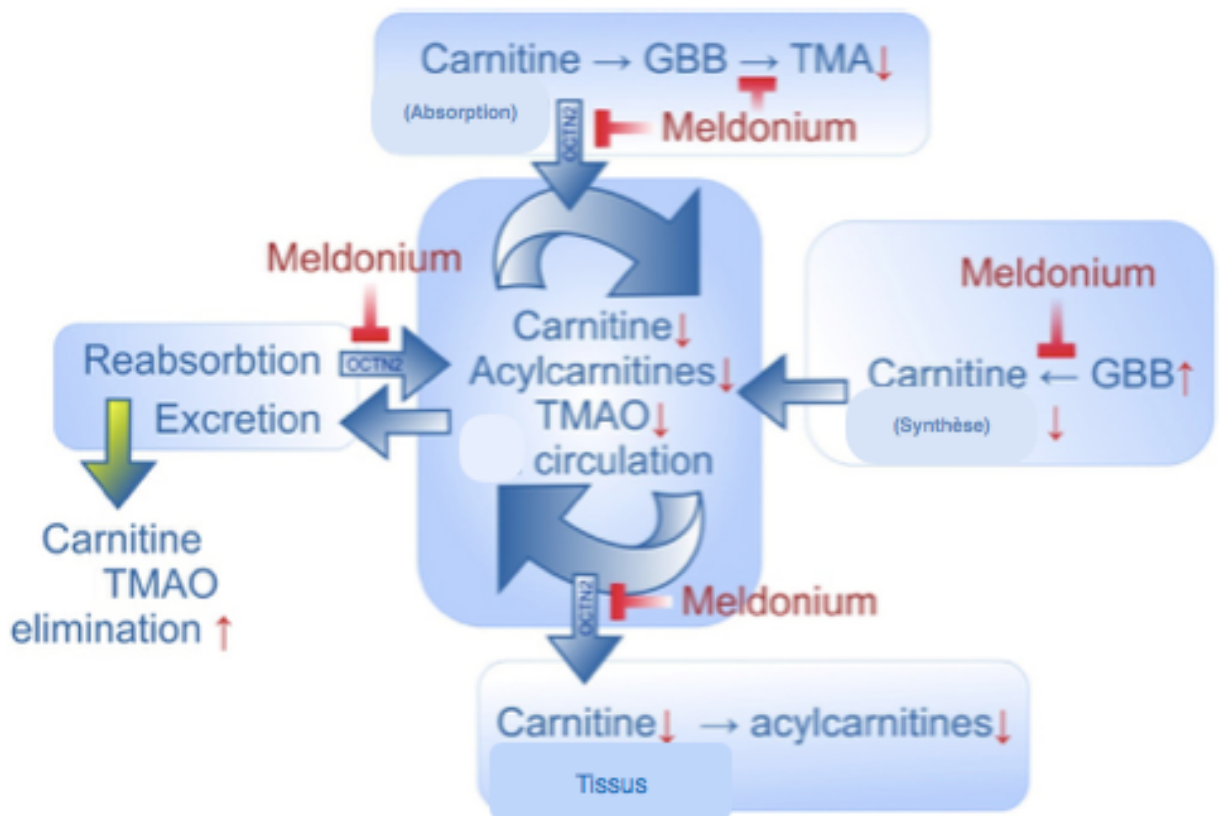 Carnitine → GBB → TMA↓
(Absorption)
OCTN2
Meldonium
Meldonium
Meldonium
Reabsorbtion
OCTN2
Excretion
Carnitine↓
Acylcarnitines↓
TMAO↓
circulation
Carnitine ← GBB↑
(Synthèse) ↓
Carnitine
TMAO
elimination ↑
OCTN2
Meldonium
Carnitine↓ → acylcarnitines↓
Tissus